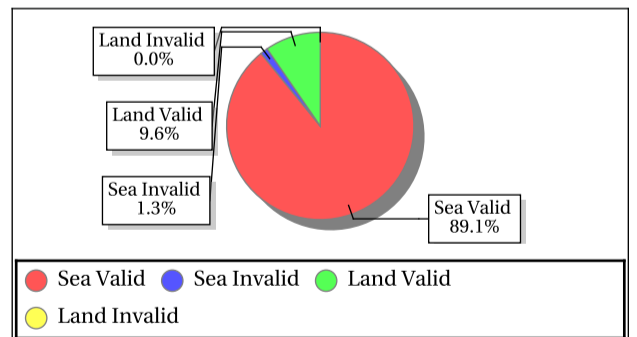 Land Invalid
0.0%
Land Valid
9.6%
Sea Invalid
1.3%
Sea Valid
89.1%
Sea Valid Sea Invalid Land Valid
Land Invalid